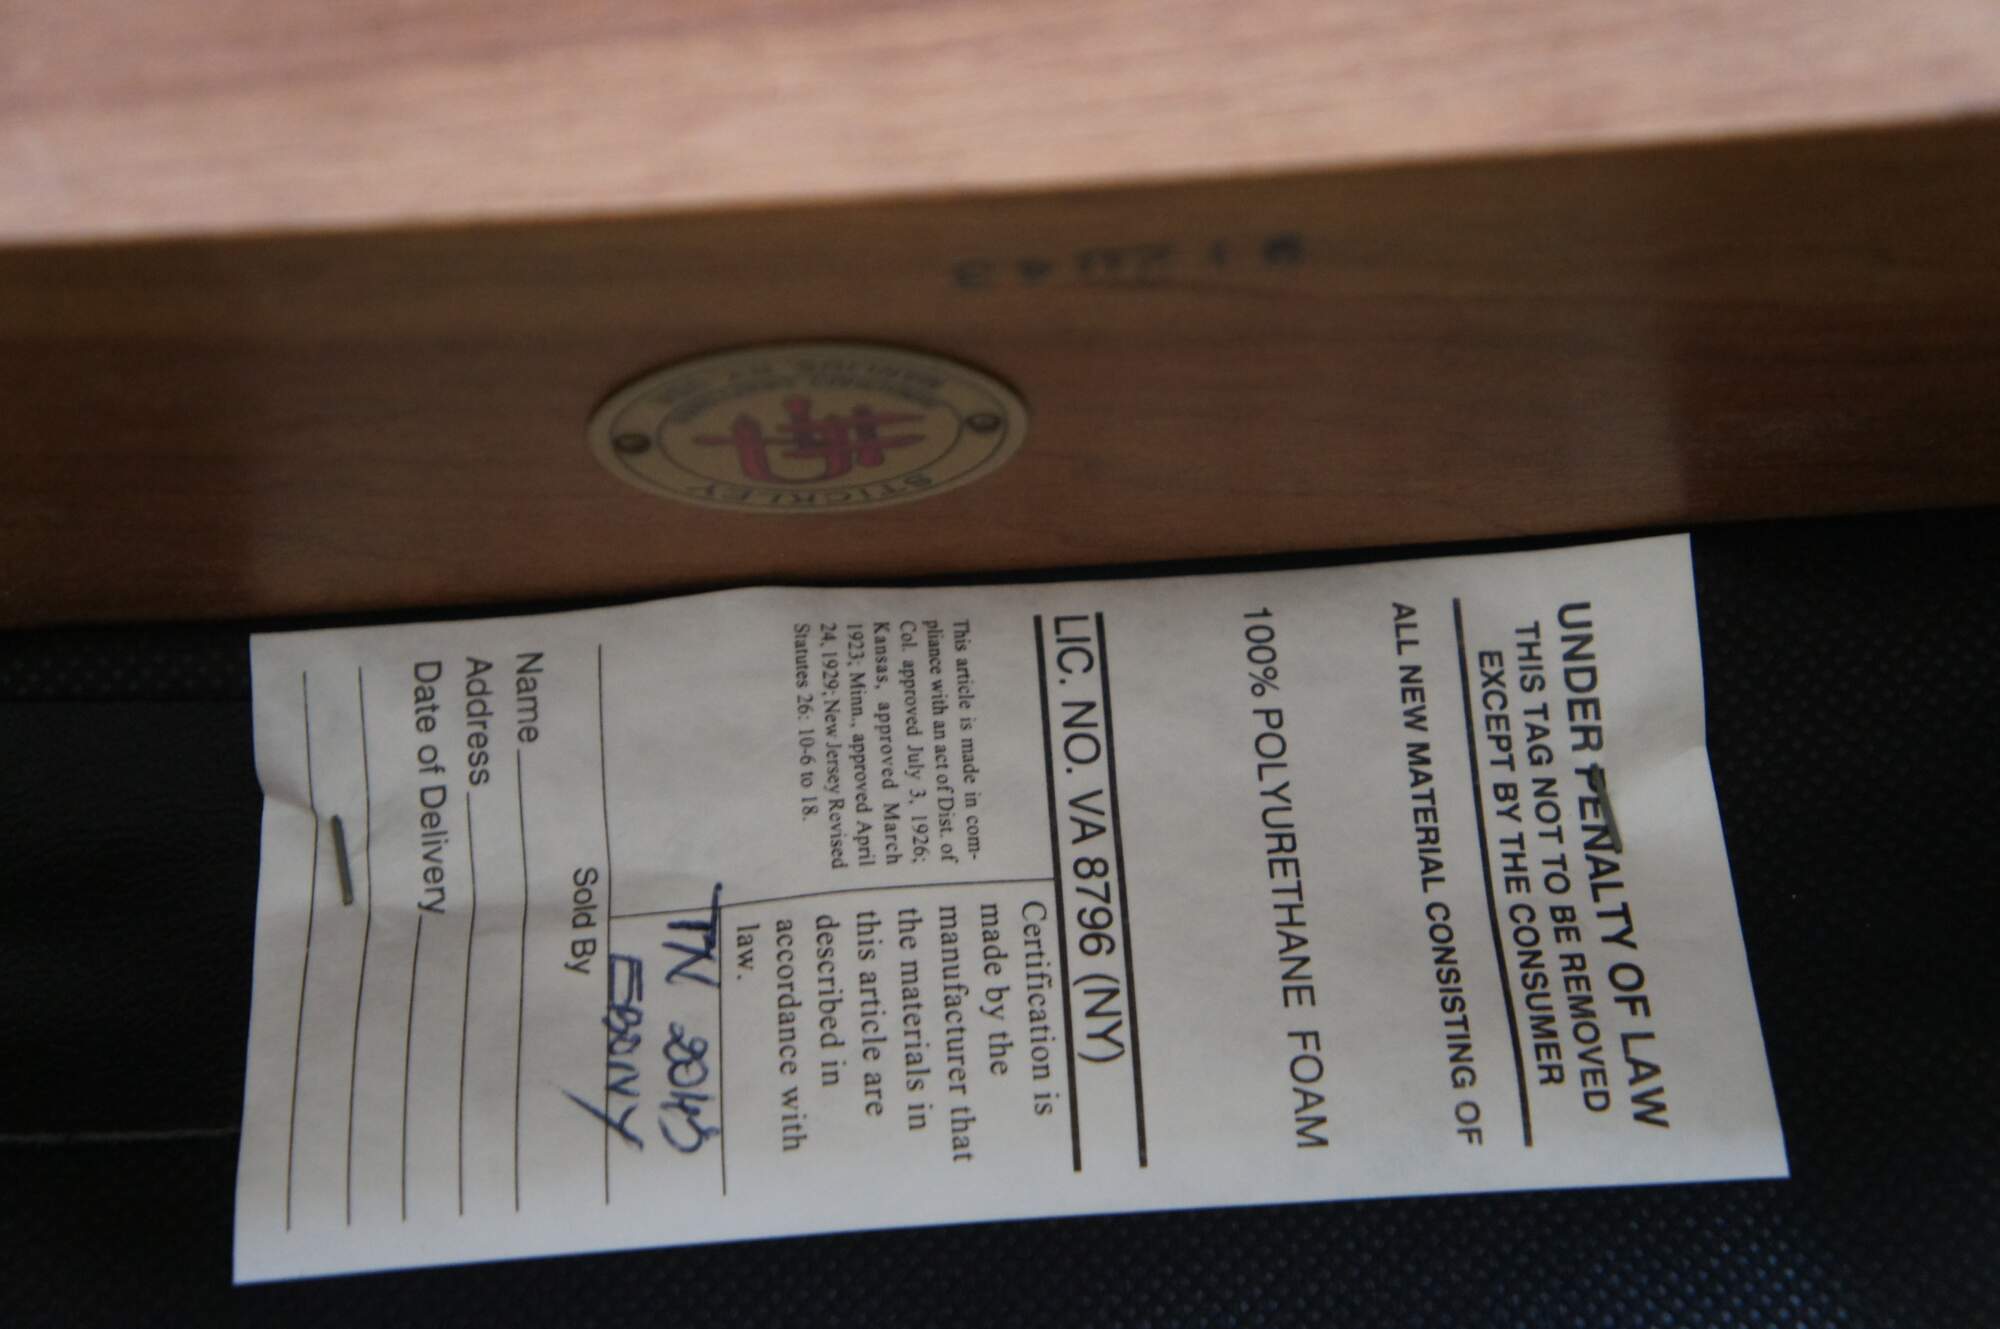 UNDER PENALTY OF LAW
THIS TAG NOT TO BE REMOVED
EXCEPT BY THE CONSUMER
ALL NEW MATERIAL CONSISTING OF
100% POLYURETHANE FOAM
LIC. NO. VA 8796 (NY)
This article is made in com-
pliance with an act of Dist. of
Col. approved July 3, 1926;
Kansas, approved March
1923; Minn., approved April
24, 1929; New Jersey Revised
Statutes 26: 10-6 to 18.
Certification is
made by the
manufacturer that
the materials in
this article are
described in
accordance with
law.
TN
EBONY
Sold By
Name
Address
Date of Delivery
STICKLEY